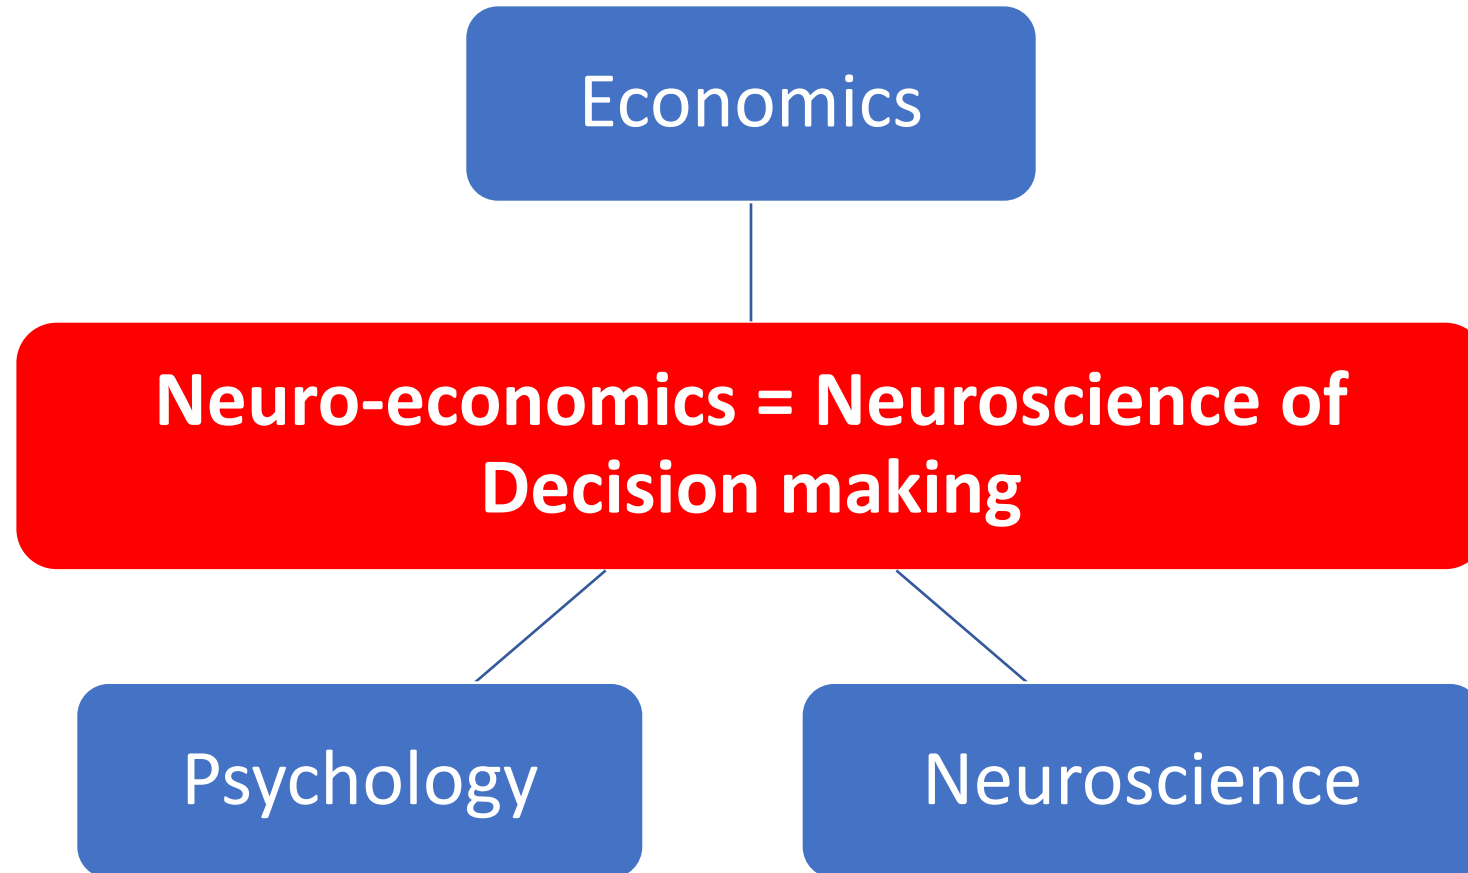 Economics
Neuro-economics = Neuroscience of
Decision making
Psychology
Neuroscience